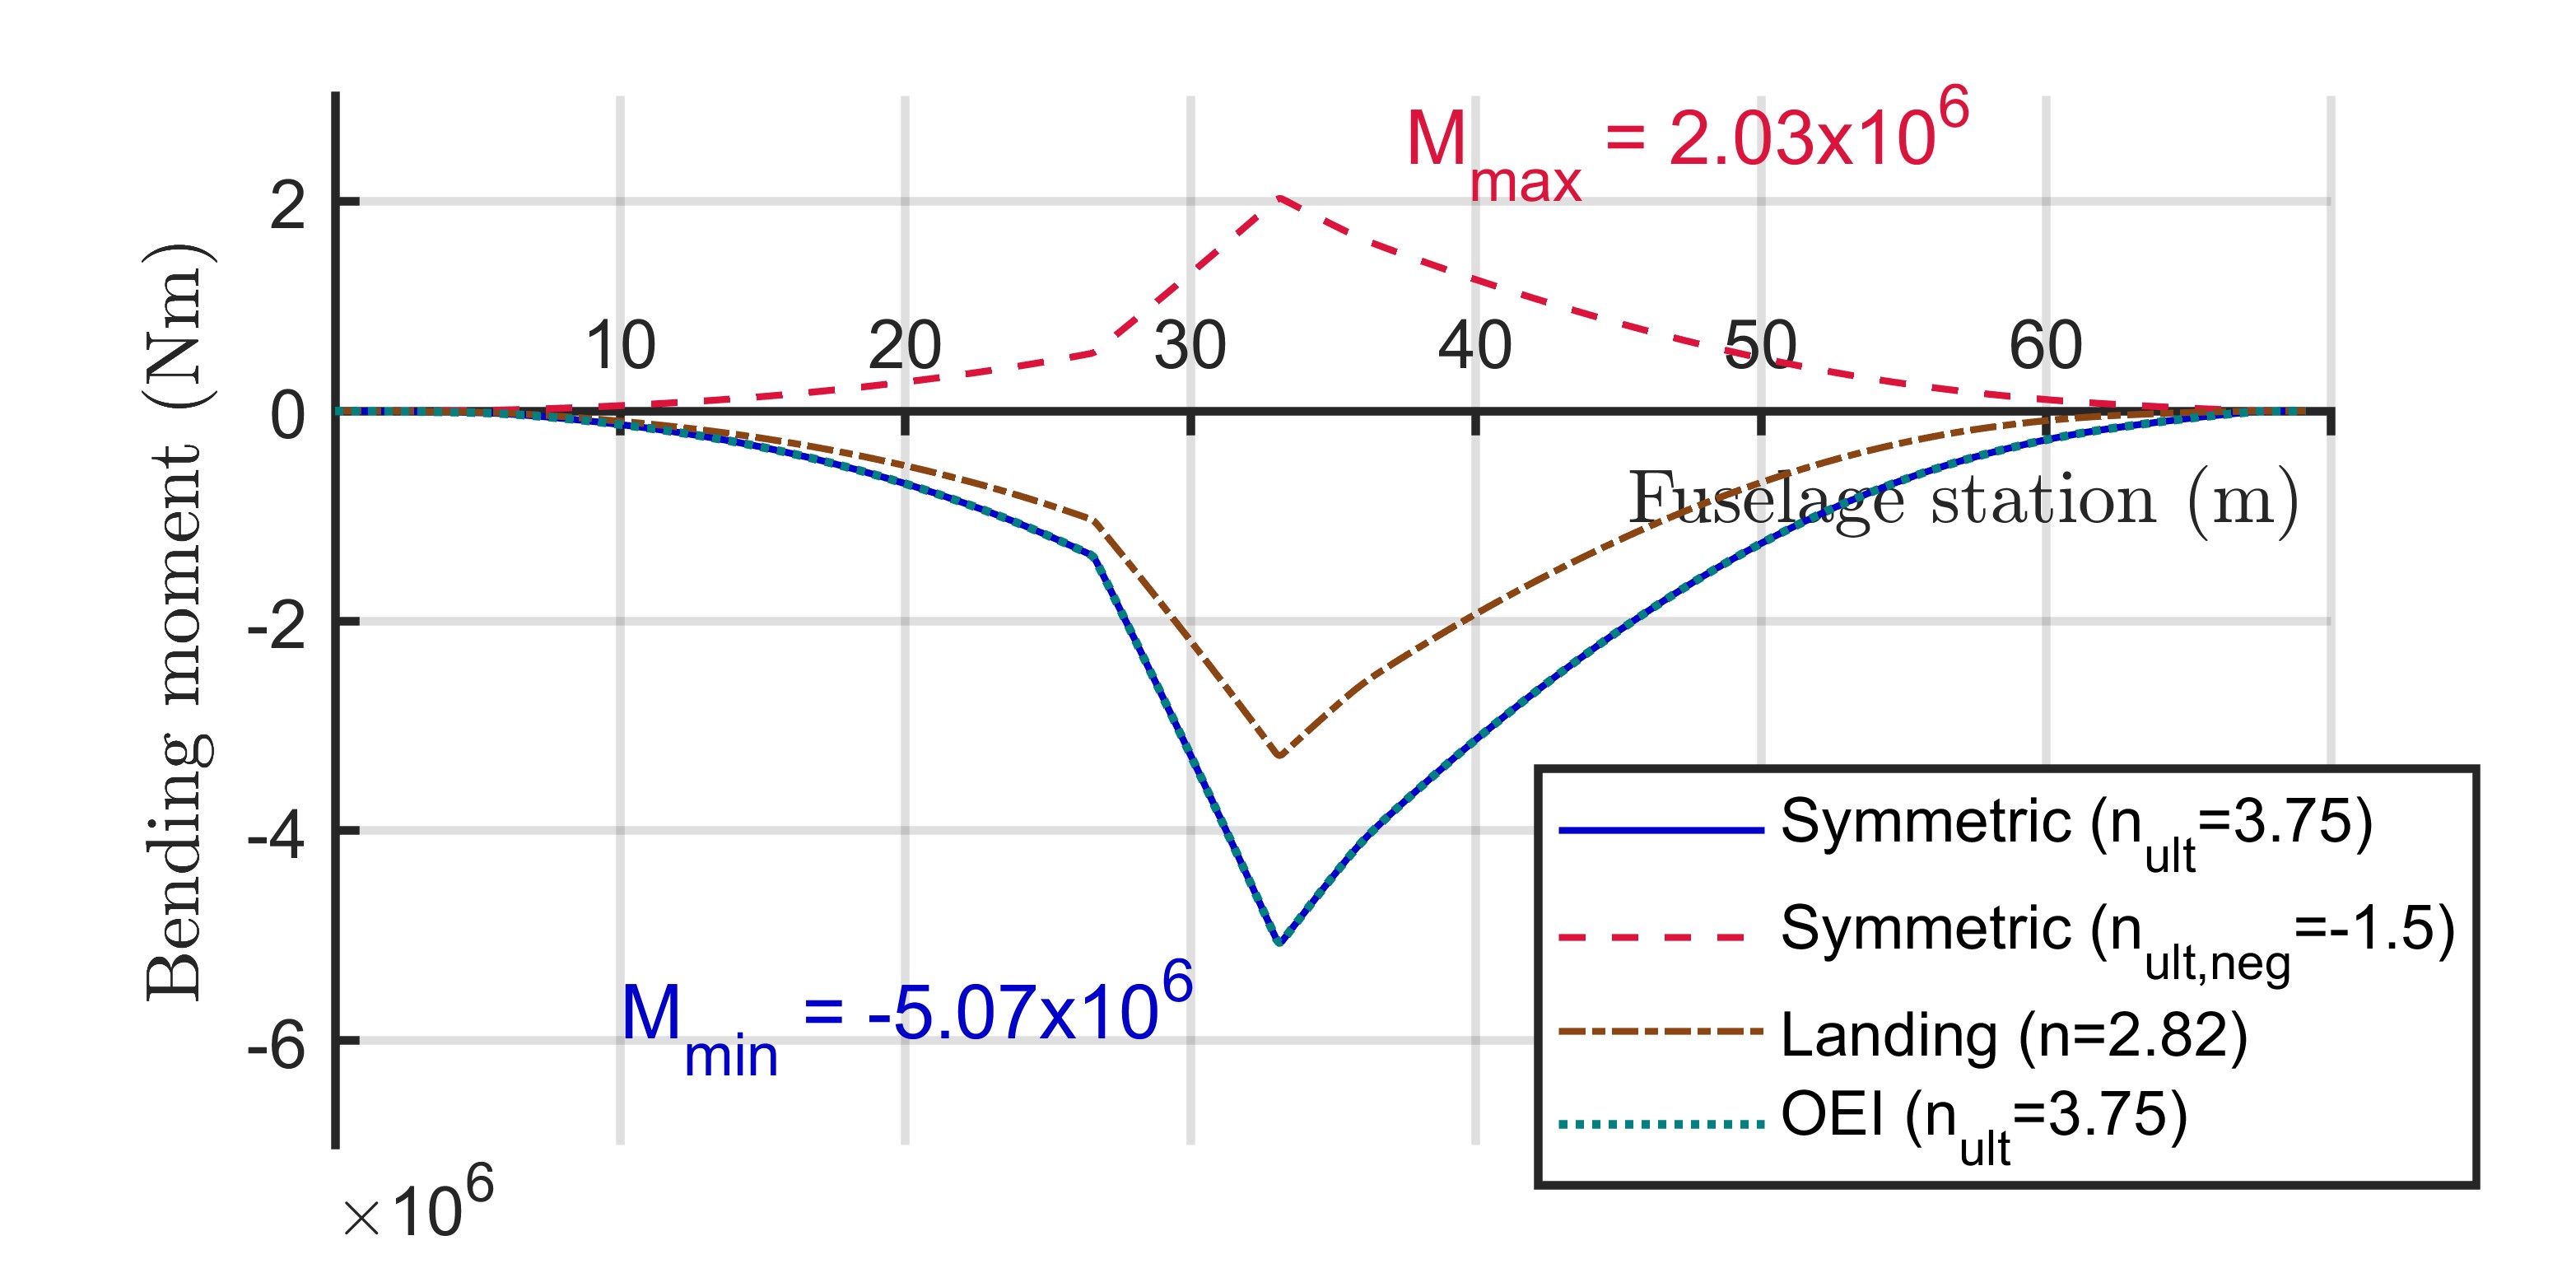 M_max = 2.03x10^6
2
10 20 30 40 50 60
0
Fuselage station (m)
Bending moment (Nm)
-2
-4
M_min = -5.07x10^6
-6
×10^6
Symmetric (n_ult=3.75)
Symmetric (n_ult,neg=-1.5)
Landing (n=2.82)
OEI (n_ult=3.75)